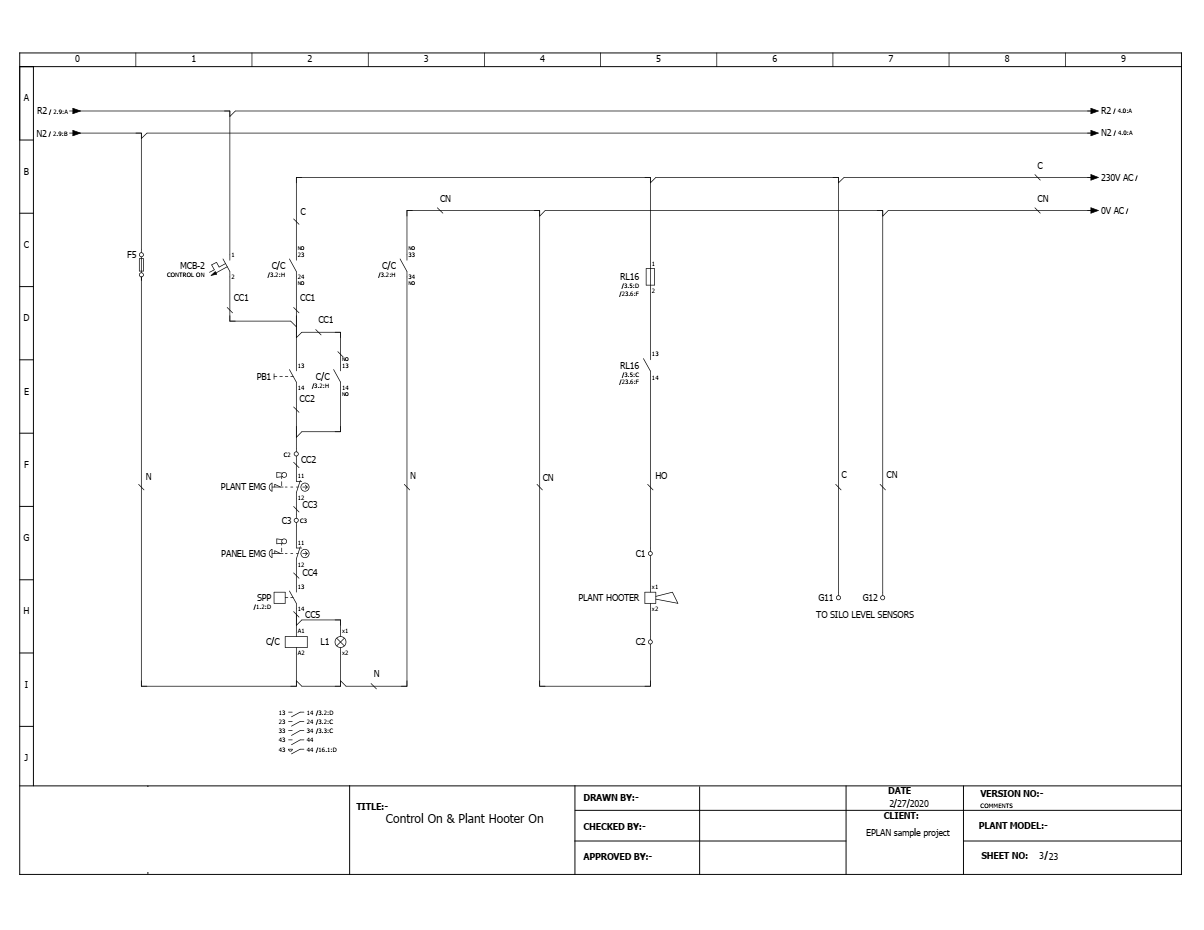 0 1 2 3 4 5 6 7 8 9
A
R2 / 2.9:A
R2 / 4.0:A
N2 / 2.9:B
N2 / 4.0:A
B
C
230V AC /
CN
CN
0V AC /
C
C
F5
MCB-2
CONTROL ON
1
2
C/C
/3.2:H
NO
23
24
NO
C/C
/3.2:H
NO
33
34
NO
RL16
/3.5:D
/23.6:F
1
2
CC1
CC1
D
CC1
E
PB1
13
14
C/C
/3.2:H
NO
13
14
NO
RL16
/3.5:C
/23.6:F
13
14
CC2
F
C2
CC2
N
N
CN
HO
C
CN
PLANT EMG
11
12
CC3
G
C3
C3
PANEL EMG
11
12
CC4
C1
H
SPP
/1.2:D
13
14
CC5
PLANT HOOTER
x1
x2
G11
G12
TO SILO LEVEL SENSORS
C/C
A1
A2
L1
x1
x2
C2
I
N
13 14 /3.2:D
23 24 /3.2:C
33 34 /3.3:C
43 44
43 44 /16.1:D
J
TITLE:-
Control On & Plant Hooter On
DRAWN BY:-
CHECKED BY:-
APPROVED BY:-
DATE
2/27/2020
CLIENT:
EPLAN sample project
VERSION NO:-
COMMENTS
PLANT MODEL:-
SHEET NO: 3/23